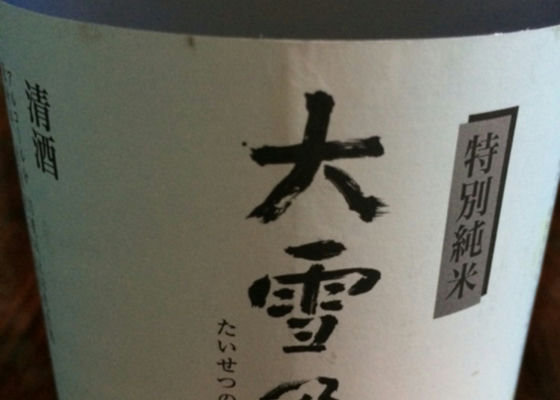 特別純米
大雪
たいせつの
清酒